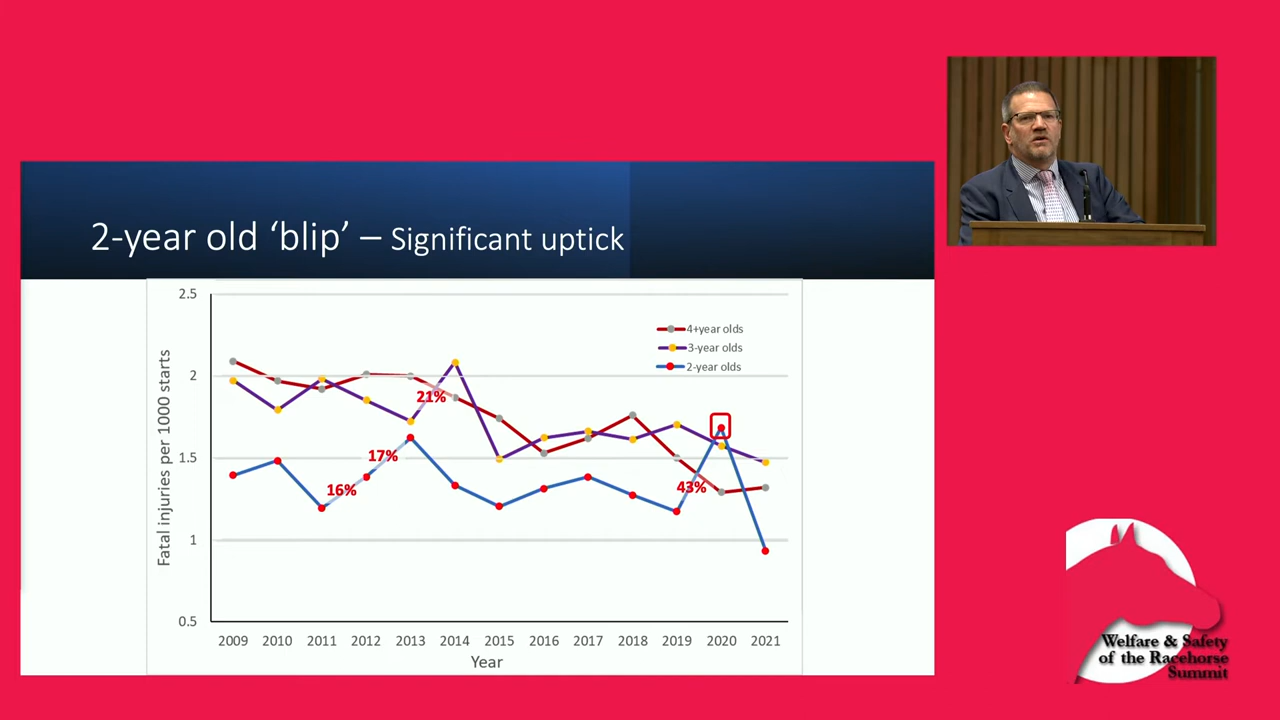 2-year old ‘blip’ – Significant uptick
2.5
2
1.5
1
0.5
Fatal injuries per 1000 starts
4+year olds
3-year olds
2-year olds
21%
17%
16%
43%
2009 2010 2011 2012 2013 2014 2015 2016 2017 2018 2019 2020 2021
Year
Welfare & Safety
of the Racehorse
Summit